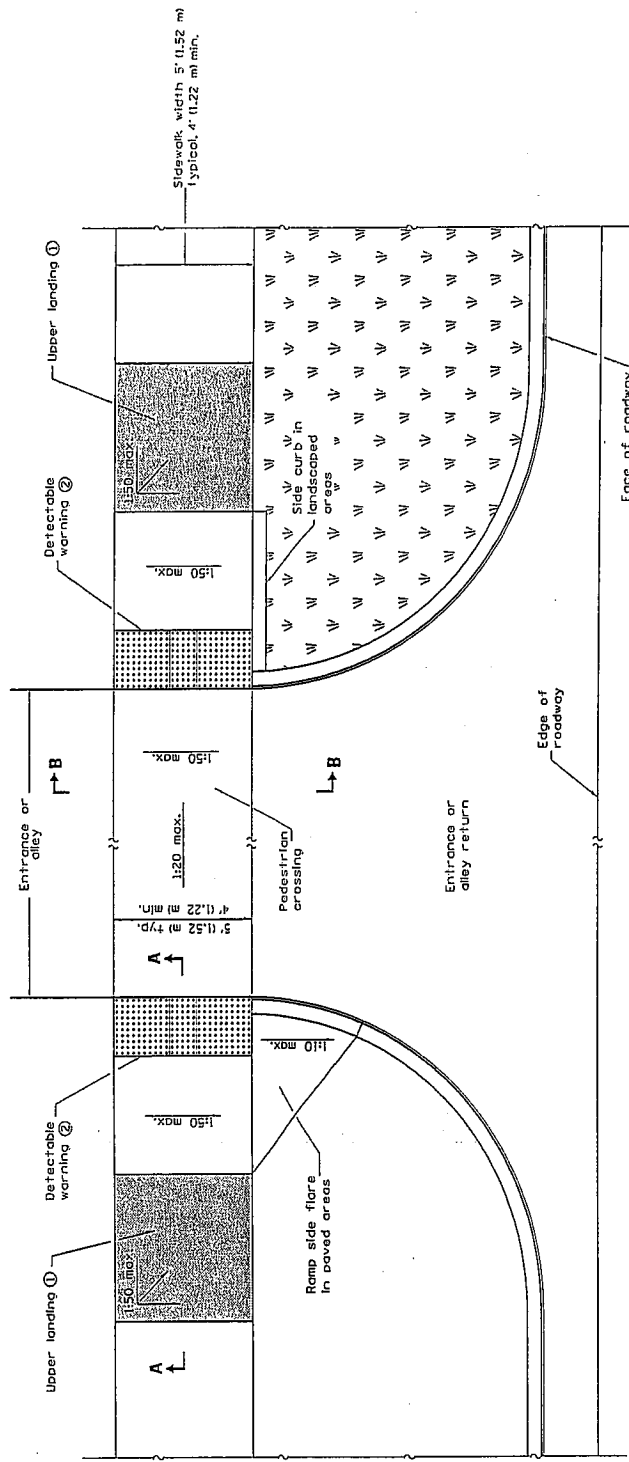 Entrance or
alley
Upper landing ①
Detectable
warning ②
Detectable
warning ②
Upper landing ①
Sidewalk width 5' (1.52 m)
typical, 4' (1.22 m) min.
A
A
B
B
1:50 max.
1:50 max.
5' (1.52 m) typ.
4' (1.22 m) min.
1:20 max.
1:50 max.
1:50 max.
1:50 max.
1:10 max.
Ramp side flare
in paved areas
Pedestrian
crossing
Side curb in
landscaped
areas
Entrance or
alley return
Edge of
roadway
roadway